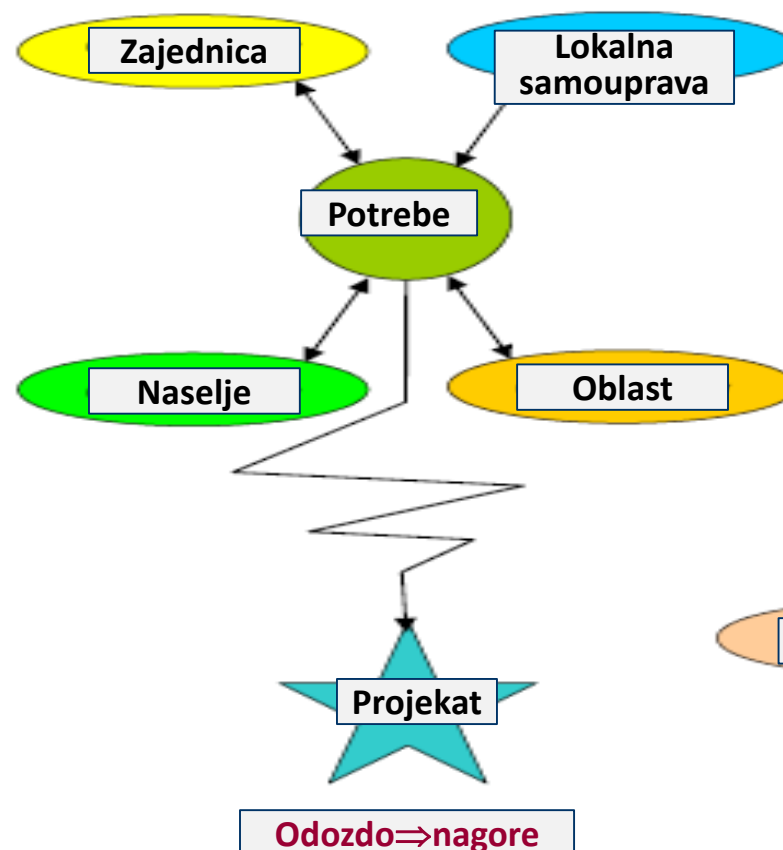 Zajednica
Lokalna
samouprava
Potrebe
Naselje
Oblast
Projekat
Odozdo⇒nagore